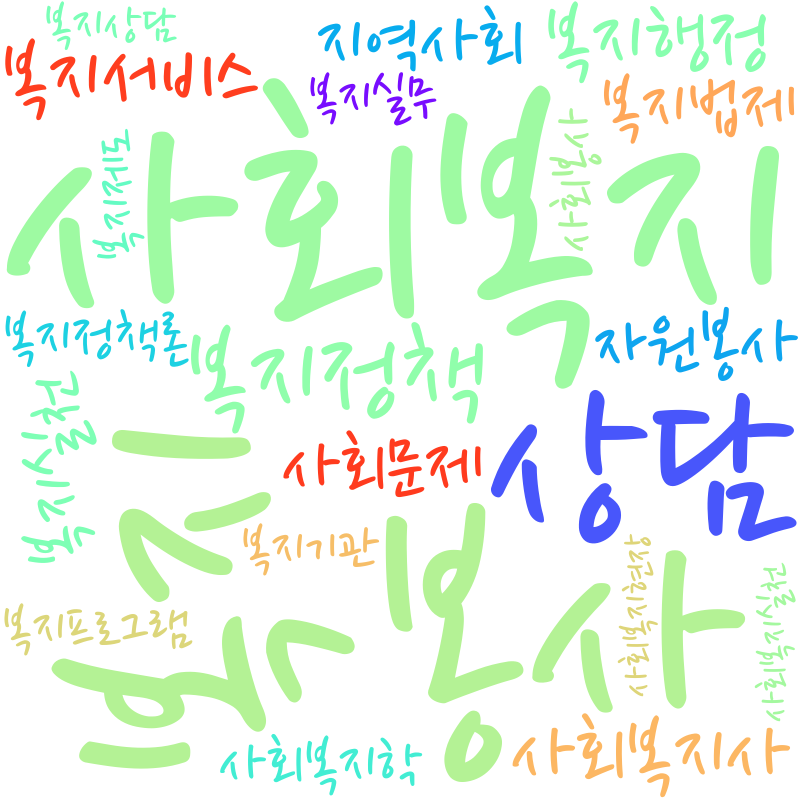 복지상담
지역사회
복지행정
복지서비스
복지실무
복지법제
사회복지
복지제도
사회봉사
복지정책론
복지정책
자원봉사
복지실천
사회문제
상담
복지
복지기관
봉사
사회복지현장
사회복지실천
복지프로그램
사회복지학
사회복지사